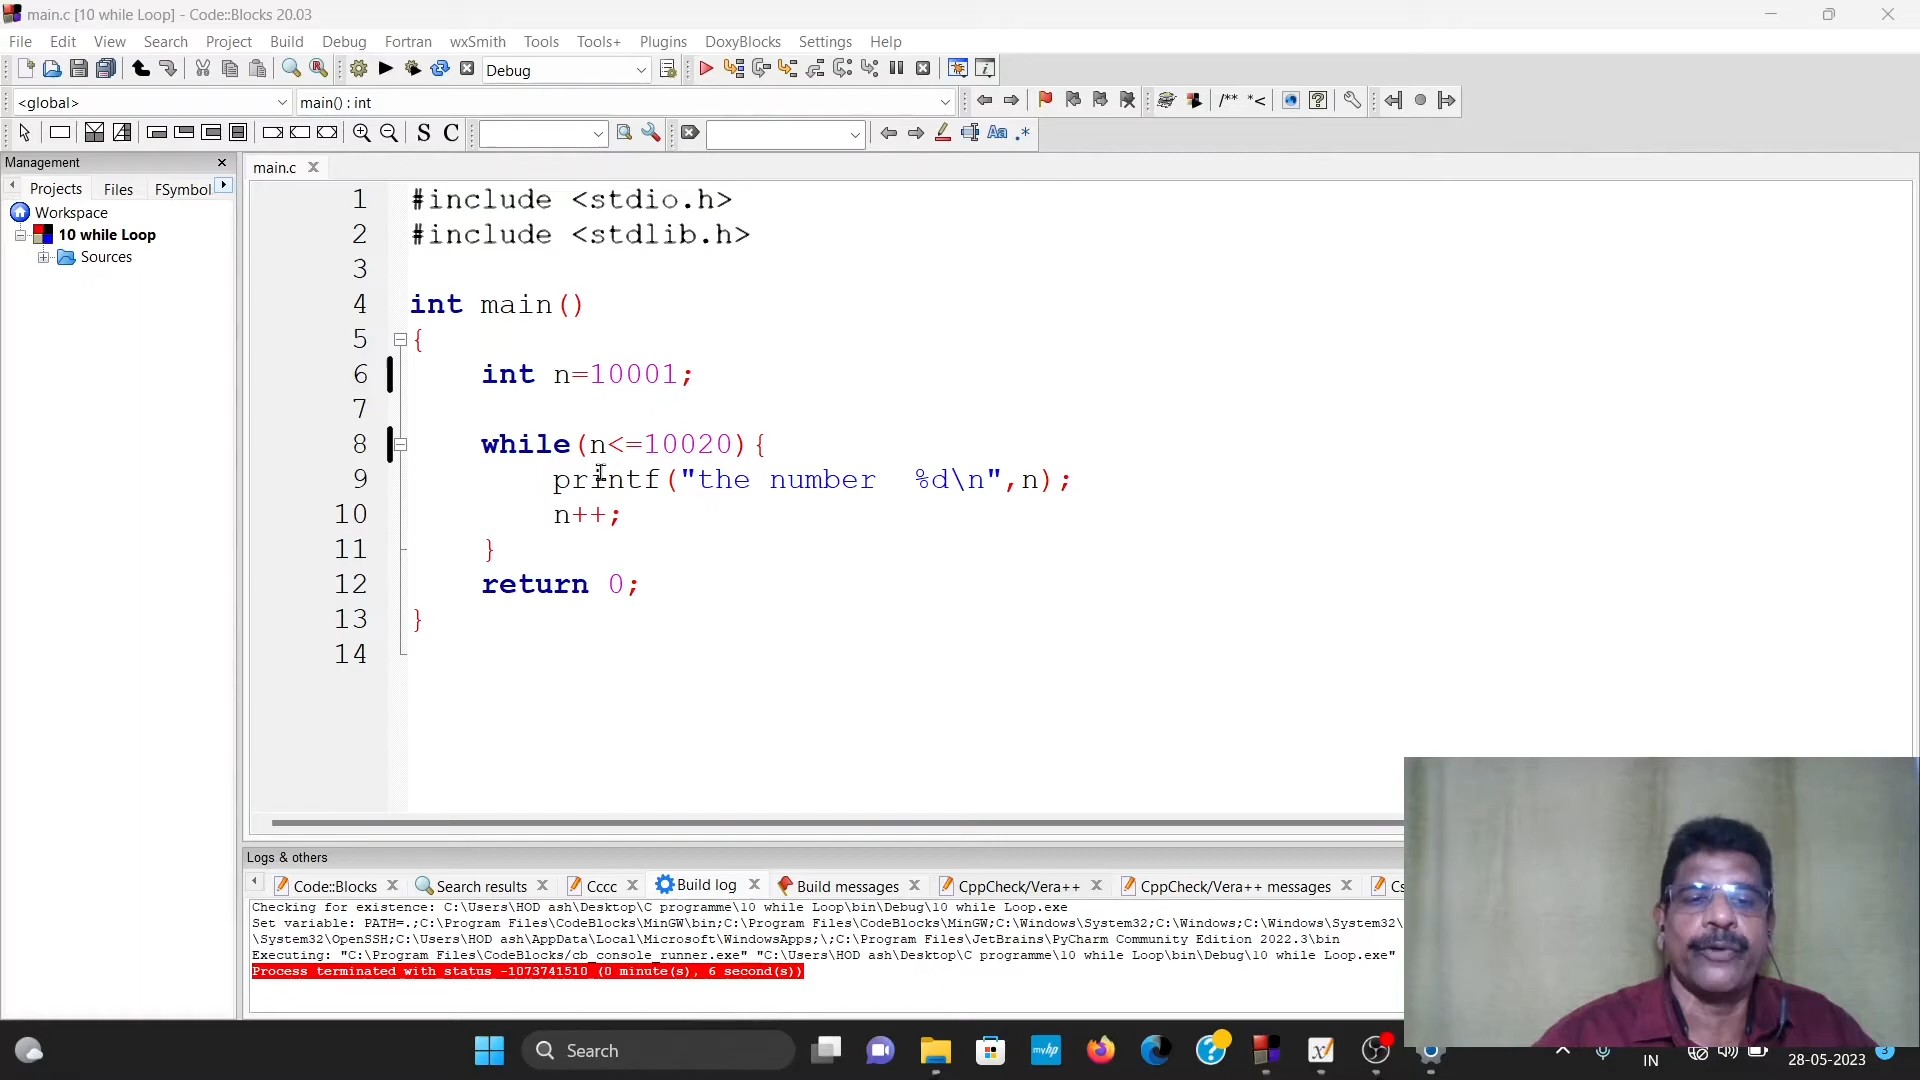 main.c [10 while Loop] - Code::Blocks 20.03
File Edit View Search Project Build Debug Fortran wxSmith Tools Tools+ Plugins DoxyBlocks Settings Help
Debug
<global> main() : int /** *<
S C Aa .*
Management
main.c
Projects Files FSymbol
Workspace
10 while Loop
Sources
1 #include <stdio.h>
2 #include <stdlib.h>
3
4 int main()
5 {
6 int n=10001;
7
8 while(n<=10020){
9 printf("the number  %d\n",n);
10 n++;
11 }
12 return 0;
13 }
14
Logs & others
Code::Blocks Search results Cccc Build log Build messages CppCheck/Vera++ CppCheck/Vera++ messages Cs
Checking for existence: C:\Users\HOD ash\Desktop\C programme\10 while Loop\bin\Debug\10 while Loop.exe
Set variable: PATH=.;C:\Program Files\CodeBlocks\MinGW\bin;C:\Program Files\CodeBlocks\MinGW;C:\Windows\System32;C:\Windows;C:\Windows\System32\
\System32\OpenSSH;C:\Users\HOD ash\AppData\Local\Microsoft\WindowsApps;\;C:\Program Files\JetBrains\PyCharm Community Edition 2022.3\bin
Executing: "C:\Program Files\CodeBlocks/cb_console_runner.exe" "C:\Users\HOD ash\Desktop\C programme\10 while Loop\bin\Debug\10 while Loop.exe"
Process terminated with status -1073741510 (0 minute(s), 6 second(s))
Search
myhp
IN
28-05-2023
3